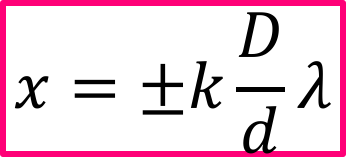 x = ±k D/d λ